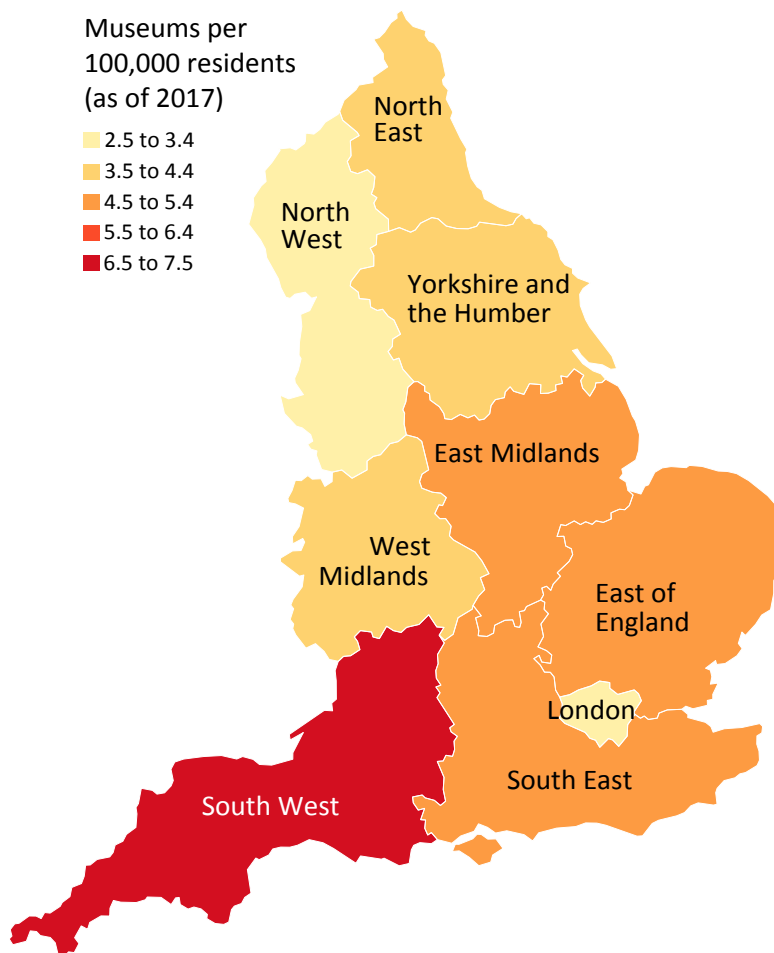 Museums per
100,000 residents
(as of 2017)
2.5 to 3.4
3.5 to 4.4
4.5 to 5.4
5.5 to 6.4
6.5 to 7.5
North
East
North
West
Yorkshire and
the Humber
East Midlands
West
Midlands
East of
England
London
South East
South West